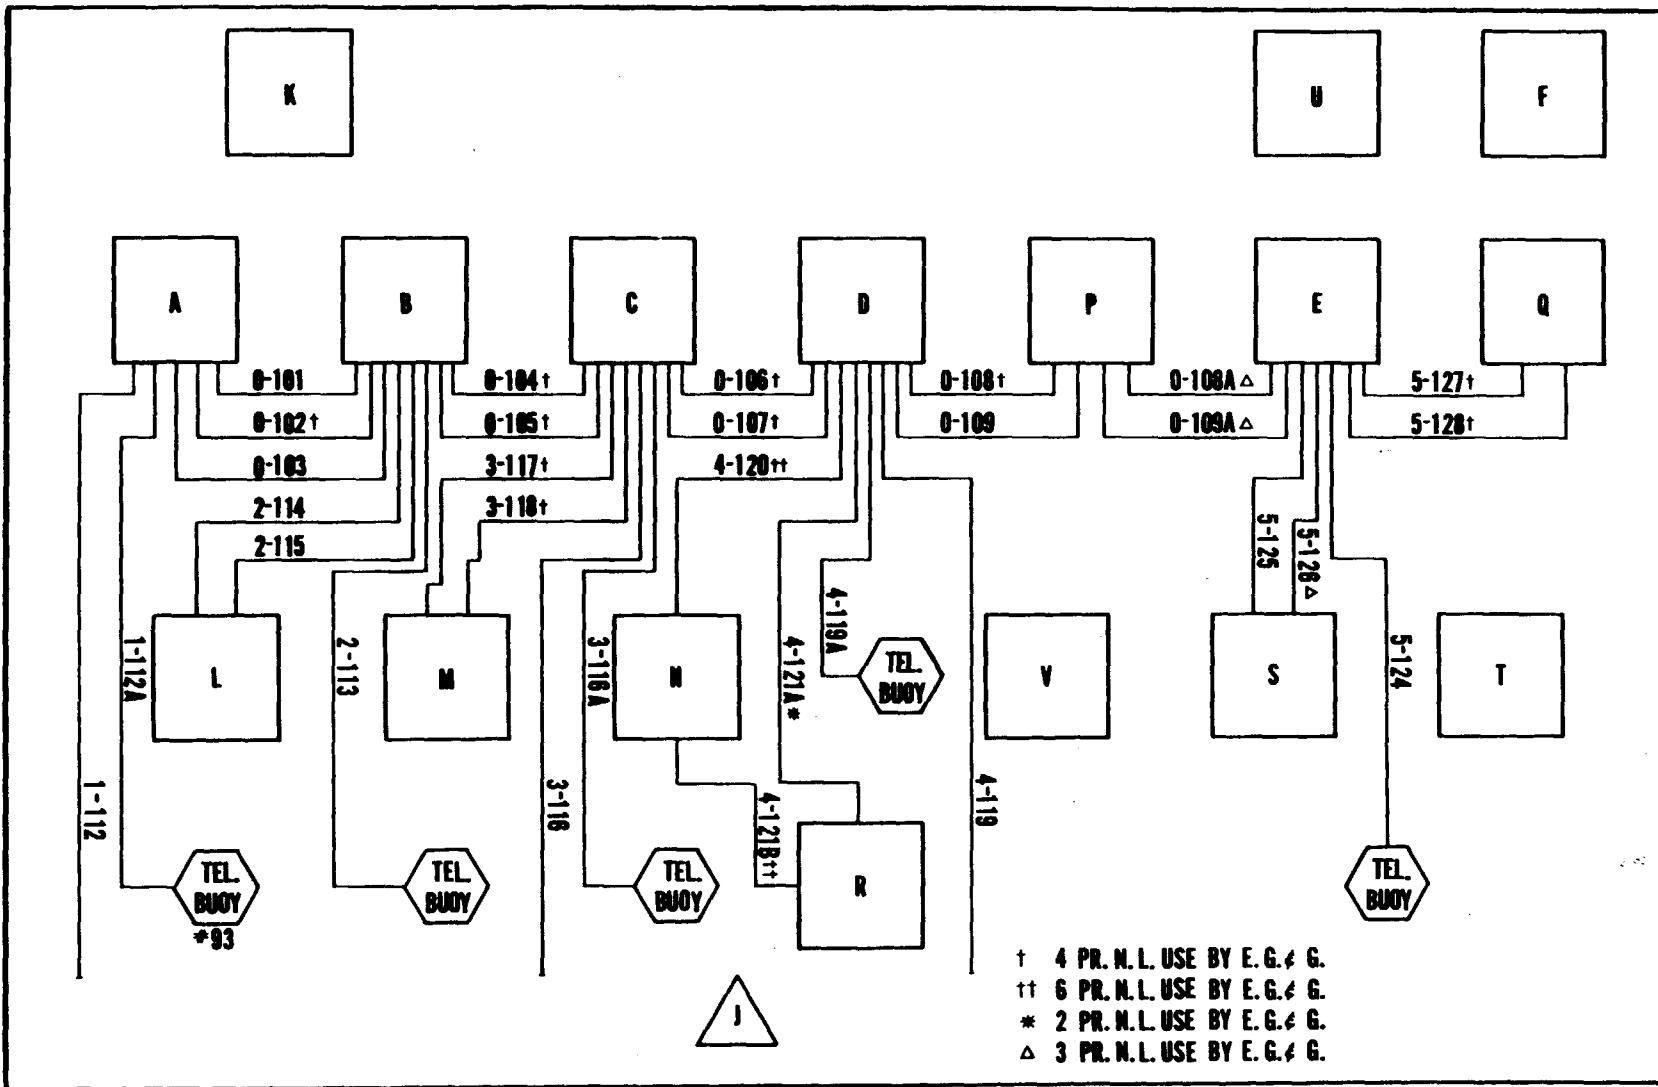 K
U
F
A
B
C
D
P
E
Q
0-101
0-104†
0-106†
0-108†
0-108A △
5-127†
0-102†
0-105†
0-107†
0-109
0-109A △
5-128†
0-103
3-117†
4-120††
2-114
3-118†
2-115
5-125
5-126 △
4-119A
1-112A
2-113
3-116A
4-121A *
5-124
L
M
N
TEL.
BUOY
V
S
T
1-112
3-116
4-121B††
4-119
TEL.
BUOY
#93
TEL.
BUOY
TEL.
BUOY
R
TEL.
BUOY
J
† 4 PR. N. L. USE BY E. G. & G.
†† 6 PR. N. L. USE BY E. G. & G.
* 2 PR. N. L. USE BY E. G. & G.
△ 3 PR. N. L. USE BY E. G. & G.